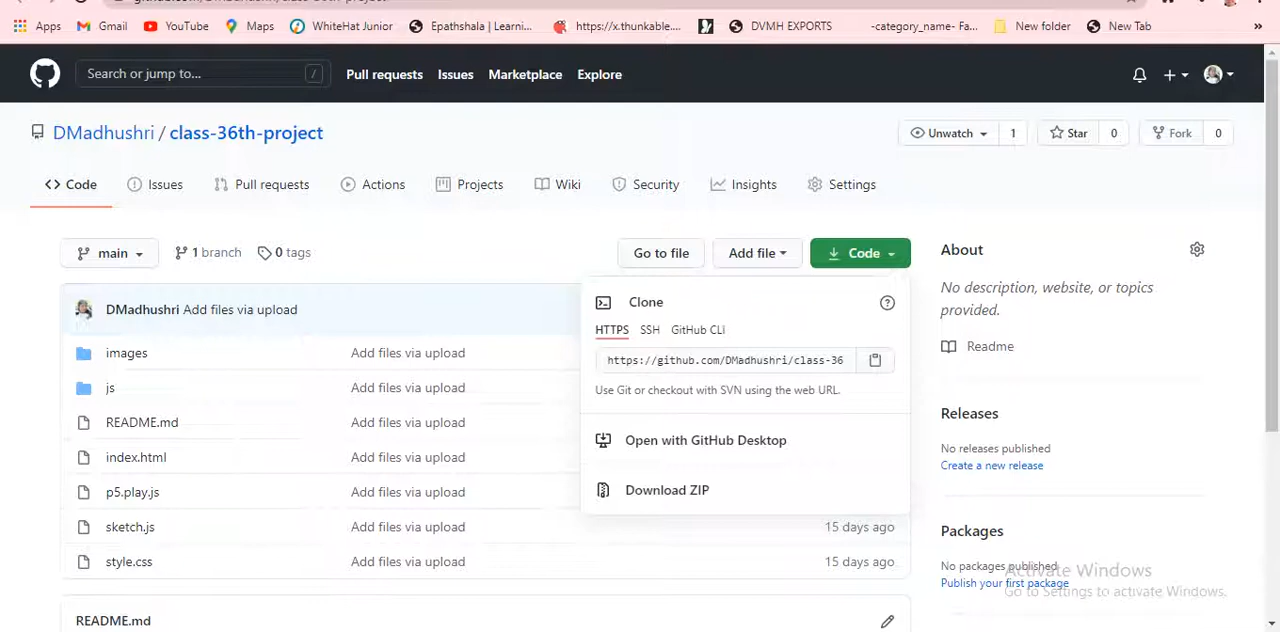 Apps Gmail YouTube Maps WhiteHat Junior Epathshala | Learni... https://x.thunkable.... DVMH EXPORTS -category_name- Fa... New folder New Tab »
Search or jump to... / Pull requests Issues Marketplace Explore
DMadhushri / class-36th-project Unwatch 1 Star 0 Fork 0
Code Issues Pull requests Actions Projects Wiki Security Insights Settings
main 1 branch 0 tags Go to file Add file Code About
No description, website, or topics provided.
Readme
DMadhushri Add files via upload
images Add files via upload
js Add files via upload
README.md Add files via upload
index.html Add files via upload
p5.play.js Add files via upload
sketch.js Add files via upload 15 days ago
style.css Add files via upload 15 days ago
Clone
HTTPS SSH GitHub CLI
https://github.com/DMadhushri/class-36
Use Git or checkout with SVN using the web URL.
Open with GitHub Desktop
Download ZIP
Releases
No releases published
Create a new release
Packages
No packages published
Publish your first package
Activate Windows
Go to Settings to activate Windows.
README.md